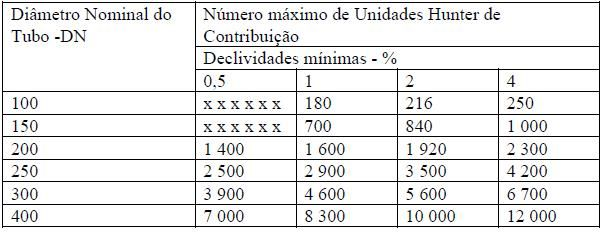 Diâmetro Nominal do Tubo -DN
Número máximo de Unidades Hunter de Contribuição
Declividades mínimas - %
0,5 1 2 4
100 x x x x x x 180 216 250
150 x x x x x x 700 840 1 000
200 1 400 1 600 1 920 2 300
250 2 500 2 900 3 500 4 200
300 3 900 4 600 5 600 6 700
400 7 000 8 300 10 000 12 000